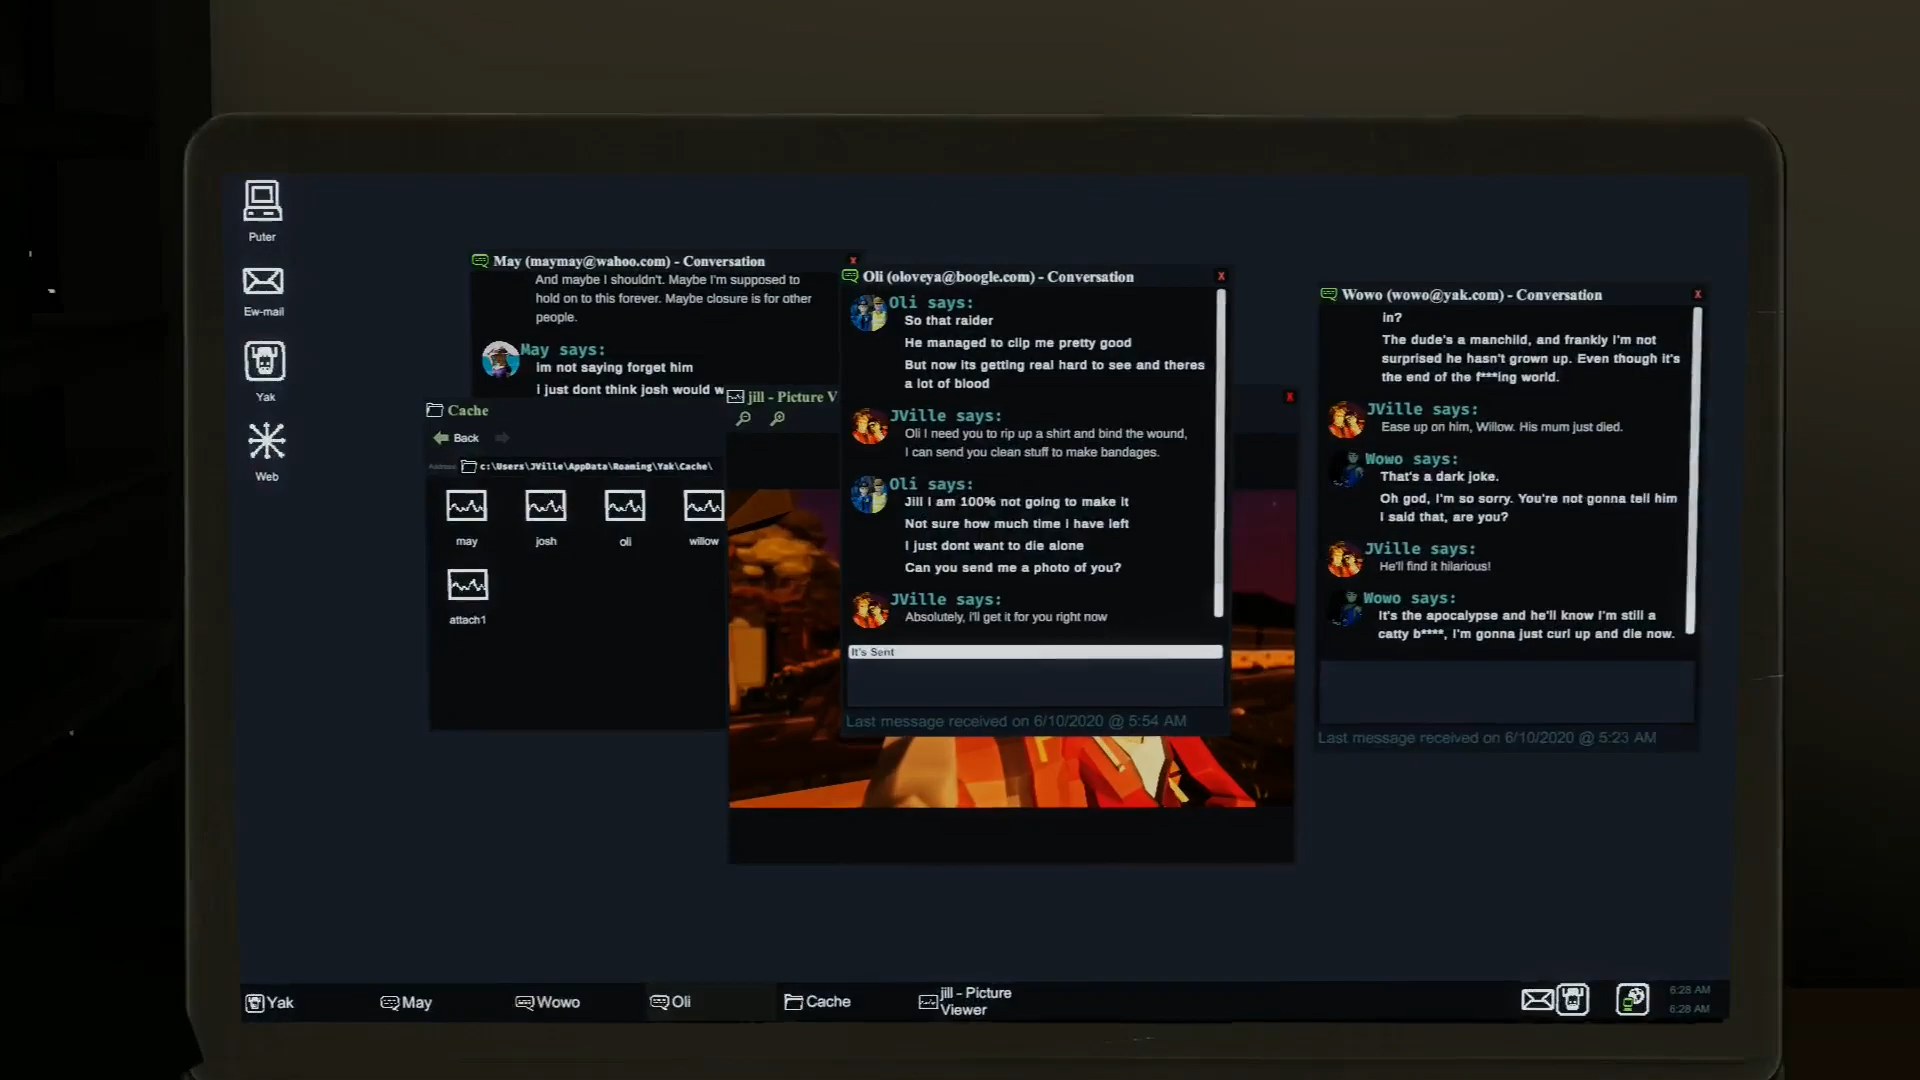 Puter
Ew-mail
Yak
Web
May (maymay@wahoo.com) - Conversation
And maybe I shouldn't. Maybe I'm supposed to
hold on to this forever. Maybe closure is for other
people.
May says:
im not saying forget him
i just dont think josh would w
Cache
Back
Address
c:\Users\JVille\AppData\Roaming\Yak\Cache\
may
josh
oli
willow
attach1
jill - Picture V
Oli (oloveya@boogle.com) - Conversation
Oli says:
So that raider
He managed to clip me pretty good
But now its getting real hard to see and theres
a lot of blood
JVille says:
Oli I need you to rip up a shirt and bind the wound,
I can send you clean stuff to make bandages.
Oli says:
Jill I am 100% not going to make it
Not sure how much time I have left
I just dont want to die alone
Can you send me a photo of you?
JVille says:
Absolutely, i'll get it for you right now
It's Sent
Last message received on 6/10/2020 @ 5:54 AM
Wowo (wowo@yak.com) - Conversation
in?
The dude's a manchild, and frankly I'm not
surprised he hasn't grown up. Even though it's
the end of the f***ing world.
JVille says:
Ease up on him, Willow. His mum just died.
Wowo says:
That's a dark joke.
Oh god, I'm so sorry. You're not gonna tell him
I said that, are you?
JVille says:
He'll find it hilarious!
Wowo says:
It's the apocalypse and he'll know I'm still a
catty b****, I'm gonna just curl up and die now.
Last message received on 6/10/2020 @ 5:23 AM
Yak
May
Wowo
Oli
Cache
jill - Picture
Viewer
6:28 AM
6:28 AM